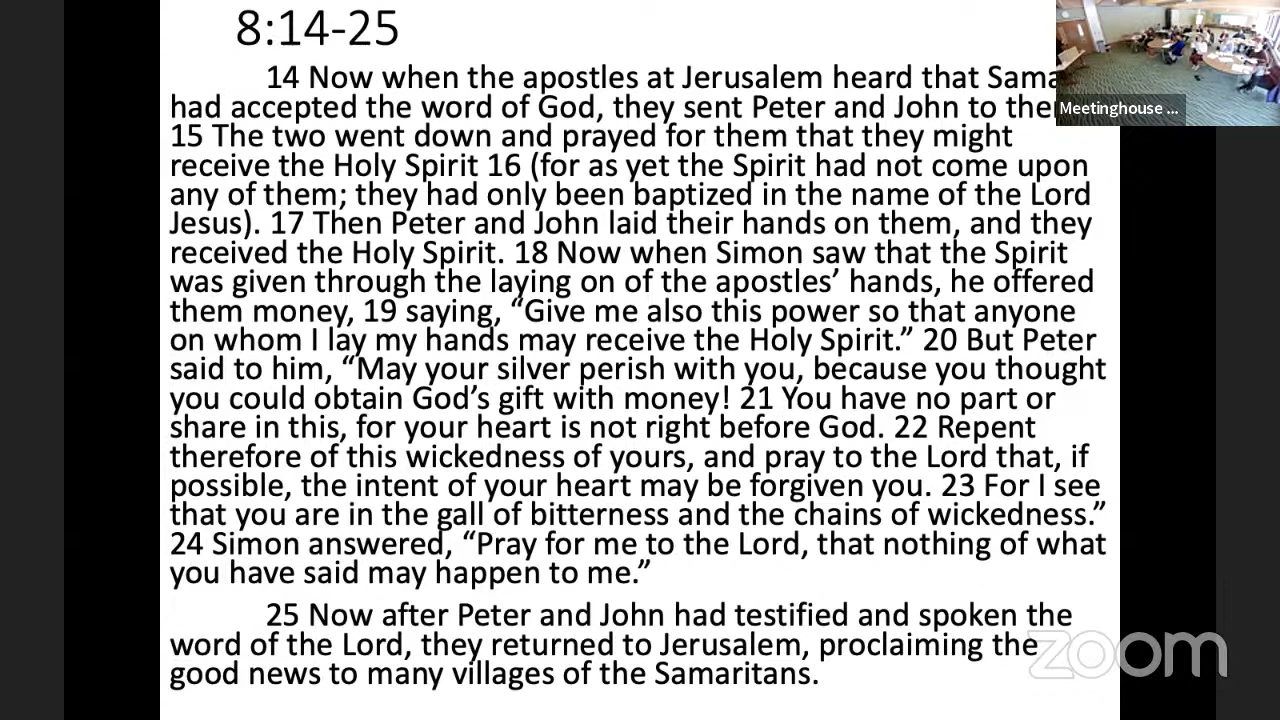 8:14-25
14 Now when the apostles at Jerusalem heard that
had accepted the word of God, they sent Peter and John to
15 The two went down and prayed for them that they might
receive the Holy Spirit 16 (for as yet the Spirit had not come upon
any of them; they had only been baptized in the name of the Lord
Jesus). 17 Then Peter and John laid their hands on them, and they
received the Holy Spirit. 18 Now when Simon saw that the Spirit
was given through the laying on of the apostles’ hands, he offered
them money, 19 saying, “Give me also this power so that anyone
on whom I lay my hands may receive the Holy Spirit.” 20 But Peter
said to him, “May your silver perish with you, because you thought
you could obtain God’s gift with money! 21 You have no part or
share in this, for your heart is not right before God. 22 Repent
therefore of this wickedness of yours, and pray to the Lord that, if
possible, the intent of your heart may be forgiven you. 23 For I see
that you are in the gall of bitterness and the chains of wickedness.”
24 Simon answered, “Pray for me to the Lord, that nothing of what
you have said may happen to me.”
25 Now after Peter and John had testified and spoken the
word of the Lord, they returned to Jerusalem, proclaiming the
good news to many villages of the Samaritans.
Meetinghouse ...
zoom